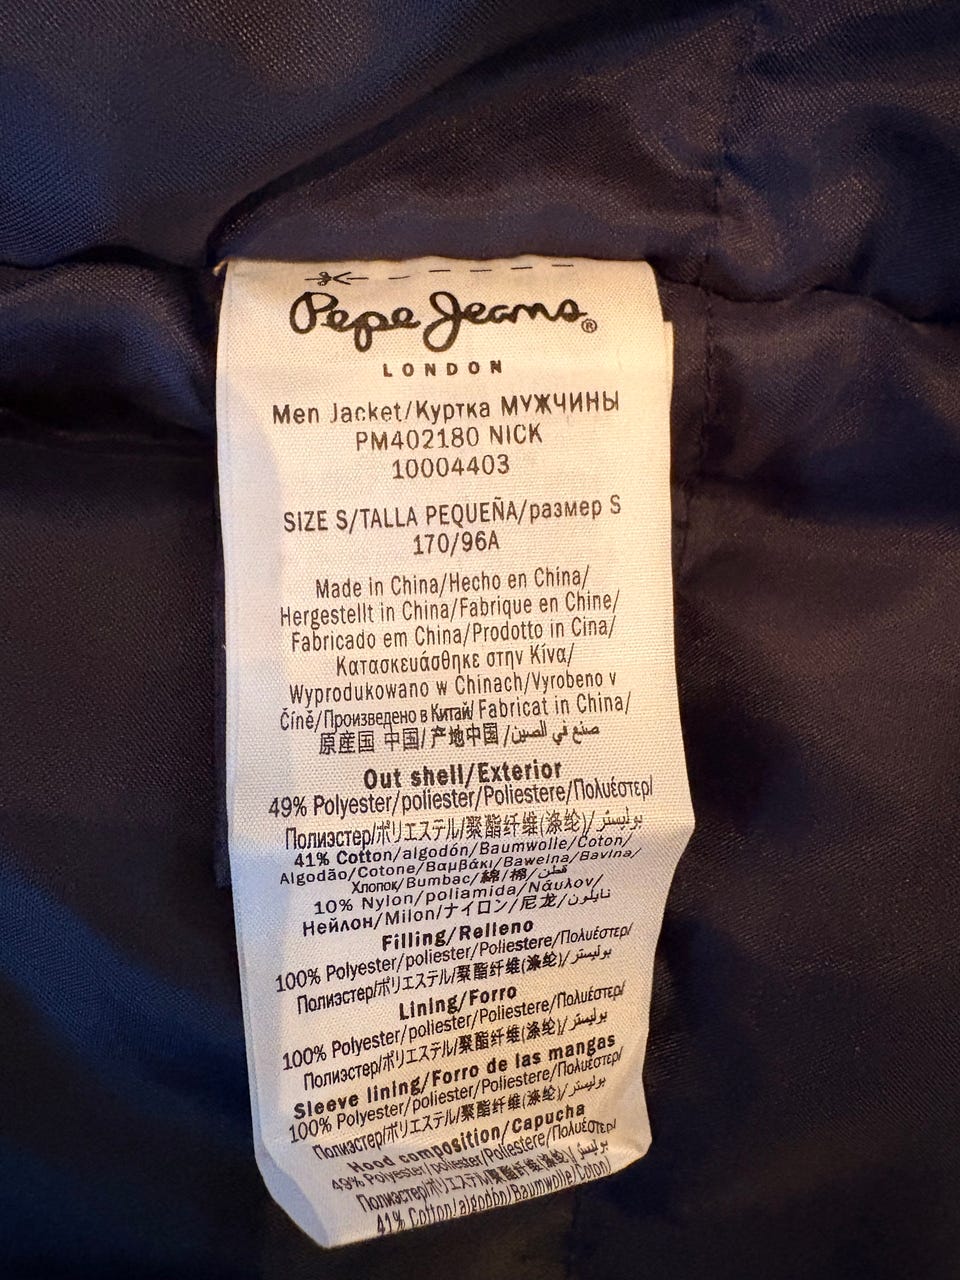 Pepe Jeans®
LONDON
Men Jacket/Куртка МУЖЧИНЫ
PM402180 NICK
10004403
SIZE S/TALLA PEQUEÑA/размер S
170/96A
Made in China/Hecho en China/
Hergestellt in China/Fabrique en Chine/
Fabricado em China/Prodotto in Cina/
Κατασκευάσθηκε στην Κίνα/
Wyprodukowano w Chinach/Vyrobeno v
Číně/Произведено в Китай/Fabricat in China/
原産国 中国/产地中国/صنع في الصين
Out shell/Exterior
49% Polyester/poliester/Poliestere/Πολυέστερ/
Полиэстер/ポリエステル/聚酯纤维(涤纶)/بوليستر
41% Cotton/algodón/Baumwolle/Coton/
Algodão/Cotone/Βαμβάκι/Bawełna/Bavlna/
Хлопок/Bumbac/綿/棉/قطن
10% Nylon/poliamida/Νάυλον/
Нейлон/Milon/ナイロン/尼龙/نايلون
Filling/Relleno
100% Polyester/poliester/Poliestere/Πολυέστερ/
Полиэстер/ポリエステル/聚酯纤维(涤纶)/بوليستر
Lining/Forro
100% Polyester/poliester/Poliestere/Πολυέστερ/
Полиэстер/ポリエステル/聚酯纤维(涤纶)/بوليستر
Sleeve lining/Forro de las mangas
100% Polyester/poliester/Poliestere/Πολυέστερ/
Полиэстер/ポリエステル/聚酯纤维(涤纶)/بوليستر
Hood composition/Capucha
49% Polyester/poliester/Poliestere/Πολυέστερ/
Полиэстер/ポリエステル/聚酯纤维(涤纶)/بوليستر
41% Cotton/algodón/Baumwolle/Coton/